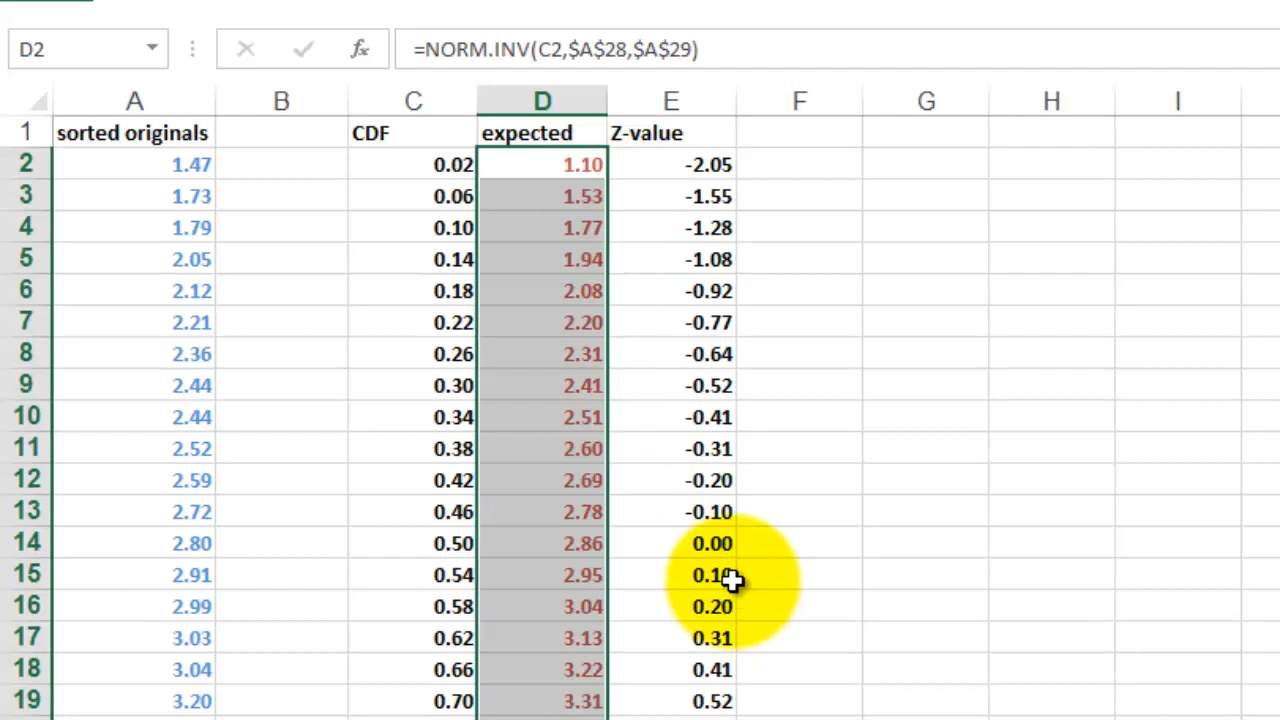 D2 =NORM.INV(C2,$A$28,$A$29)
A B C D E F G H I
1 sorted originals CDF expected Z-value
2 1.47 0.02 1.10 -2.05
3 1.73 0.06 1.53 -1.55
4 1.79 0.10 1.77 -1.28
5 2.05 0.14 1.94 -1.08
6 2.12 0.18 2.08 -0.92
7 2.21 0.22 2.20 -0.77
8 2.36 0.26 2.31 -0.64
9 2.44 0.30 2.41 -0.52
10 2.44 0.34 2.51 -0.41
11 2.52 0.38 2.60 -0.31
12 2.59 0.42 2.69 -0.20
13 2.72 0.46 2.78 -0.10
14 2.80 0.50 2.86 0.00
15 2.91 0.54 2.95
16 2.99 0.58 3.04 0.20
17 3.03 0.62 3.13 0.31
18 3.04 0.66 3.22 0.41
19 3.20 0.70 3.31 0.52